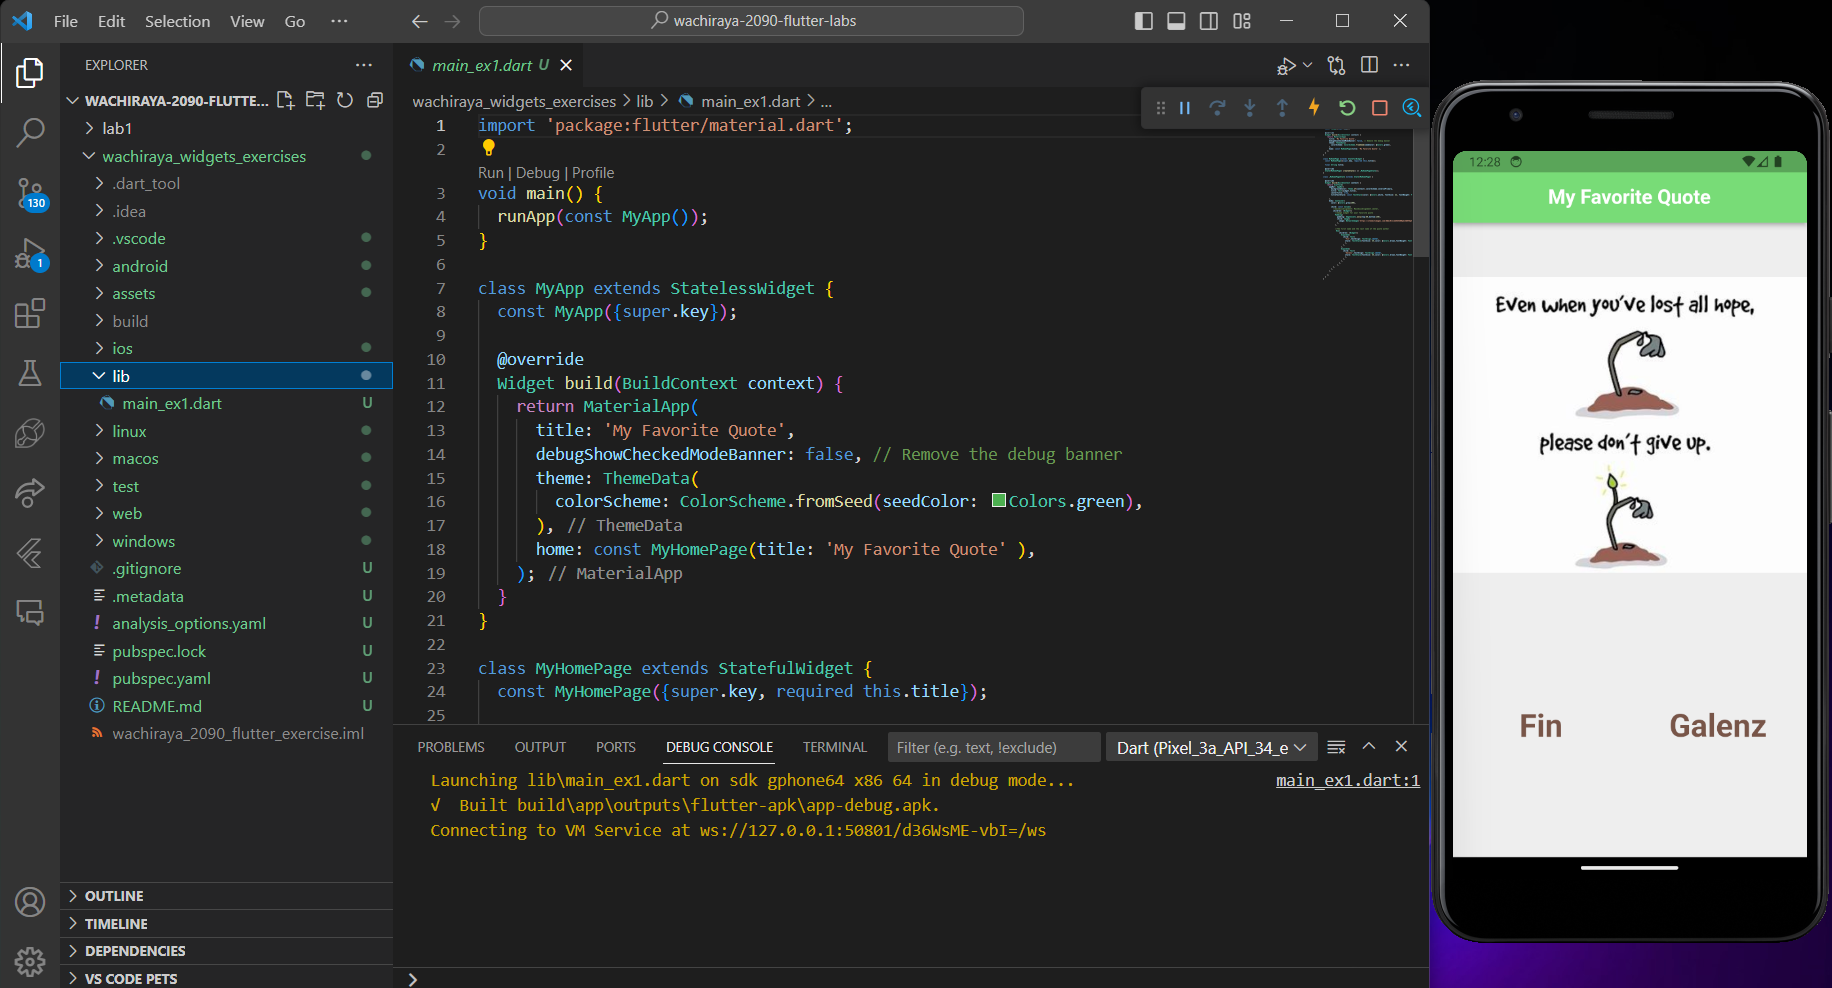 File Edit Selection View Go ···
wachiraya-2090-flutter-labs
EXPLORER
WACHIRAYA-2090-FLUTTE...
lab1
wachiraya_widgets_exercises
.dart_tool
.idea
.vscode
android
assets
build
ios
lib
main_ex1.dart U
linux
macos
test
web
windows
.gitignore U
.metadata U
analysis_options.yaml U
pubspec.lock U
pubspec.yaml U
README.md U
wachiraya_2090_flutter_exercise.iml
OUTLINE
TIMELINE
DEPENDENCIES
VS CODE PETS
130
1
main_ex1.dart U
wachiraya_widgets_exercises > lib > main_ex1.dart > ...
1 import 'package:flutter/material.dart';
2
Run | Debug | Profile
3 void main() {
4 runApp(const MyApp());
5 }
6
7 class MyApp extends StatelessWidget {
8 const MyApp({super.key});
9
10 @override
11 Widget build(BuildContext context) {
12 return MaterialApp(
13 title: 'My Favorite Quote',
14 debugShowCheckedModeBanner: false, // Remove the debug banner
15 theme: ThemeData(
16 colorScheme: ColorScheme.fromSeed(seedColor: Colors.green),
17 ), // ThemeData
18 home: const MyHomePage(title: 'My Favorite Quote' ),
19 ); // MaterialApp
20 }
21 }
22
23 class MyHomePage extends StatefulWidget {
24 const MyHomePage({super.key, required this.title});
25
PROBLEMS OUTPUT PORTS DEBUG CONSOLE TERMINAL Filter (e.g. text, !exclude) Dart (Pixel_3a_API_34_e
Launching lib\main_ex1.dart on sdk gphone64 x86 64 in debug mode... main_ex1.dart:1
√ Built build\app\outputs\flutter-apk\app-debug.apk.
Connecting to VM Service at ws://127.0.0.1:50801/d36WsME-vbI=/ws
12:28
My Favorite Quote
Even when you've lost all hope,
please don't give up.
Fin Galenz